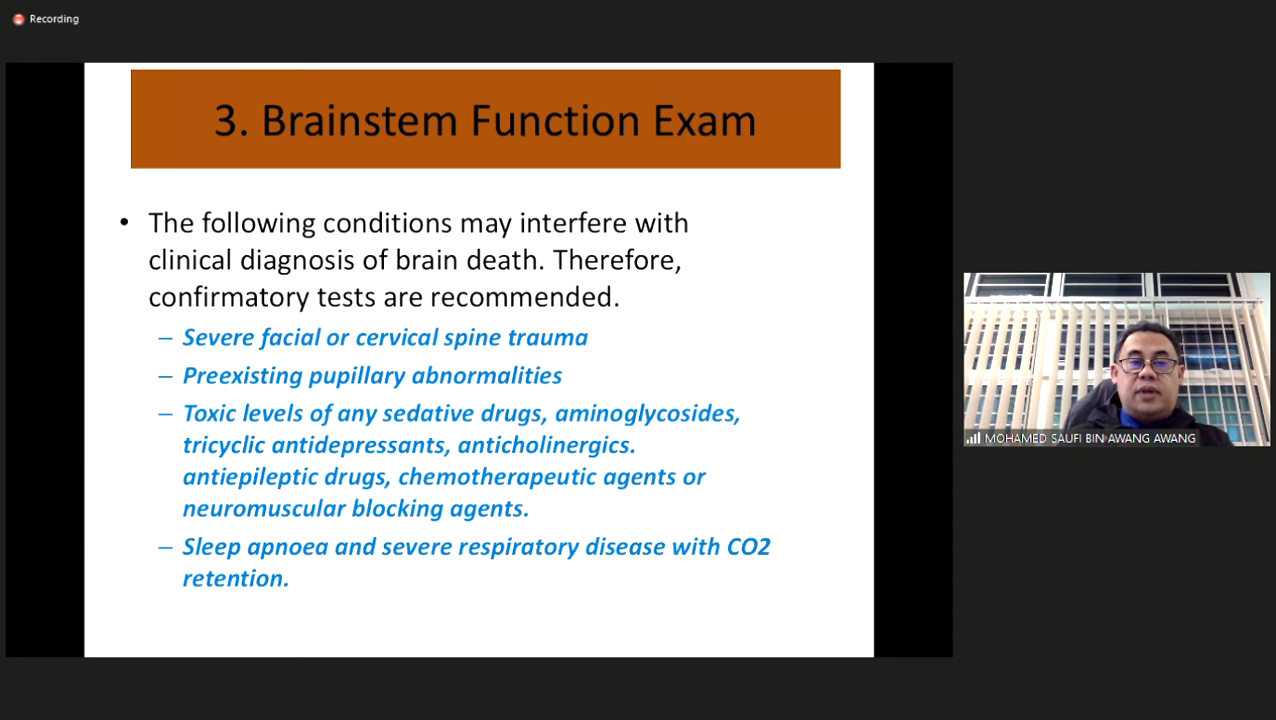 Recording
3. Brainstem Function Exam
• The following conditions may interfere with
clinical diagnosis of brain death. Therefore,
confirmatory tests are recommended.
– Severe facial or cervical spine trauma
– Preexisting pupillary abnormalities
– Toxic levels of any sedative drugs, aminoglycosides,
tricyclic antidepressants, anticholinergics.
antiepileptic drugs, chemotherapeutic agents or
neuromuscular blocking agents.
– Sleep apnoea and severe respiratory disease with CO2
retention.
MOHAMED SAUFI BIN AWANG AWANG